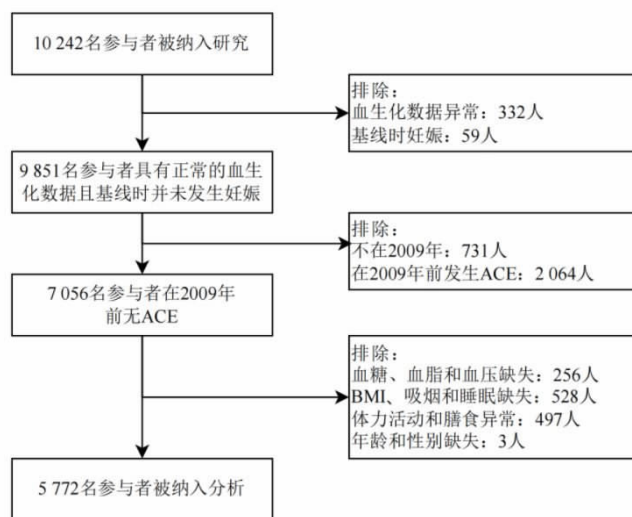 10 242名参与者被纳入研究
排除：
血生化数据异常：332人
基线时妊娠：59人
9 851名参与者具有正常的血生
化数据且基线时并未发生妊娠
排除：
不在2009年：731人
在2009年前发生ACE：2 064人
7 056名参与者在2009年
前无ACE
排除：
血糖、血脂和血压缺失：256人
BMI、吸烟和睡眠缺失：528人
体力活动和膳食异常：497人
年龄和性别缺失：3人
5 772名参与者被纳入分析